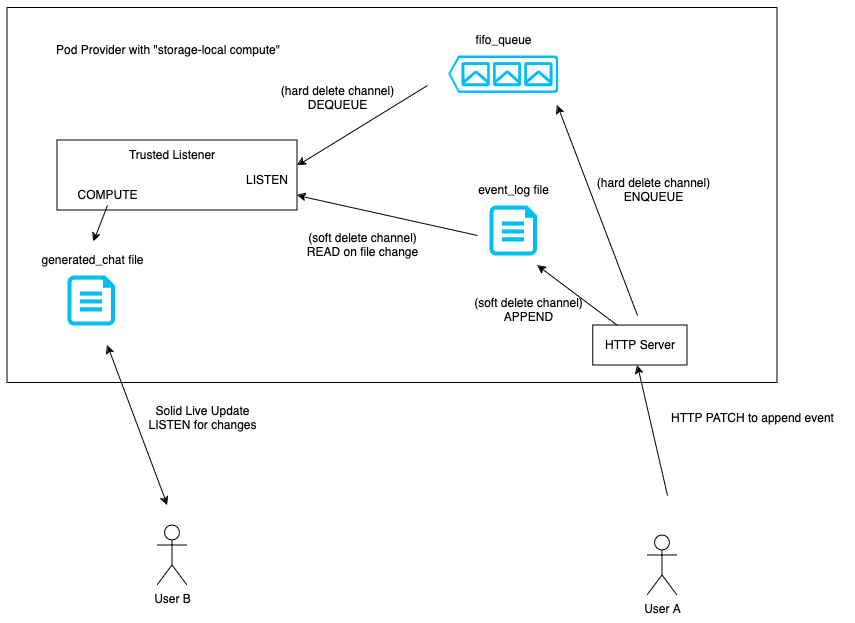 fifo_queue
Pod Provider with "storage-local compute"
(hard delete channel)
DEQUEUE
Trusted Listener
LISTEN
COMPUTE
event_log file
(hard delete channel)
ENQUEUE
(soft delete channel)
READ on file change
generated_chat file
(soft delete channel)
APPEND
HTTP Server
Solid Live Update
LISTEN for changes
HTTP PATCH to append event
User B
User A